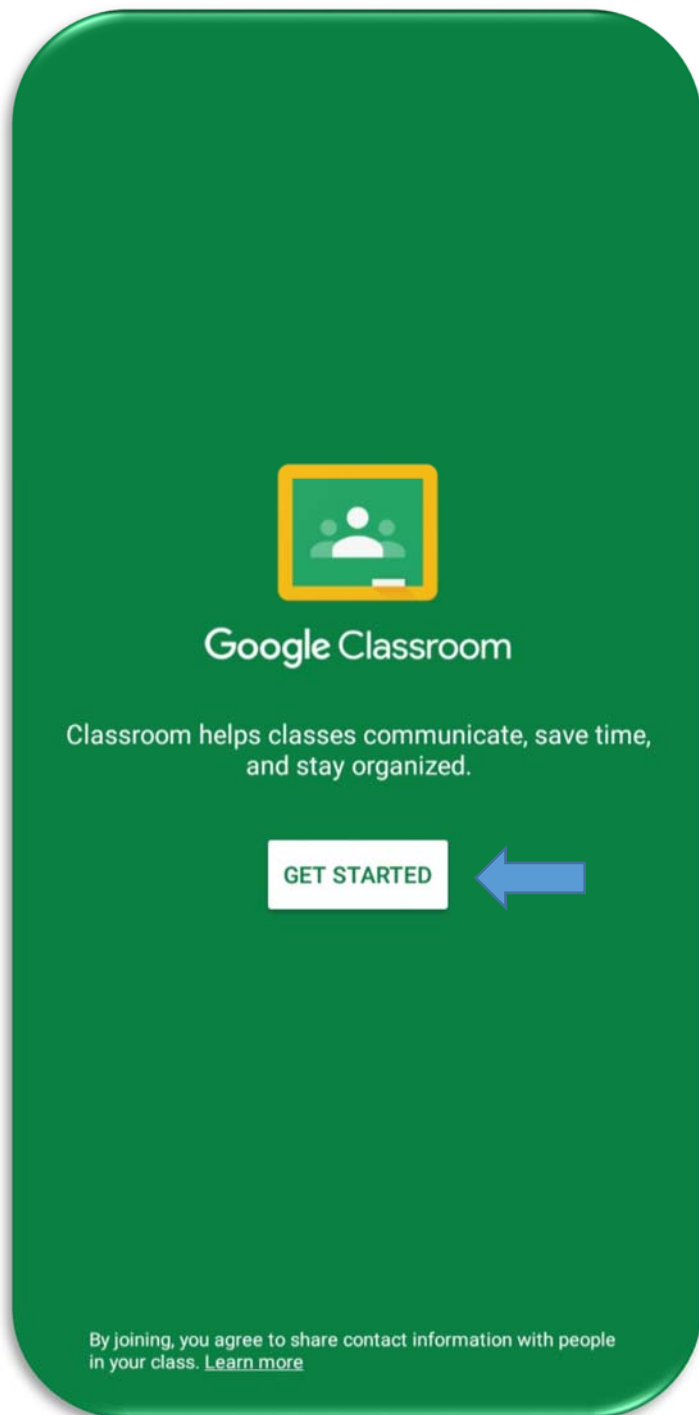 Google Classroom
Classroom helps classes communicate, save time,
and stay organized.
GET STARTED
By joining, you agree to share contact information with people
in your class. Learn more